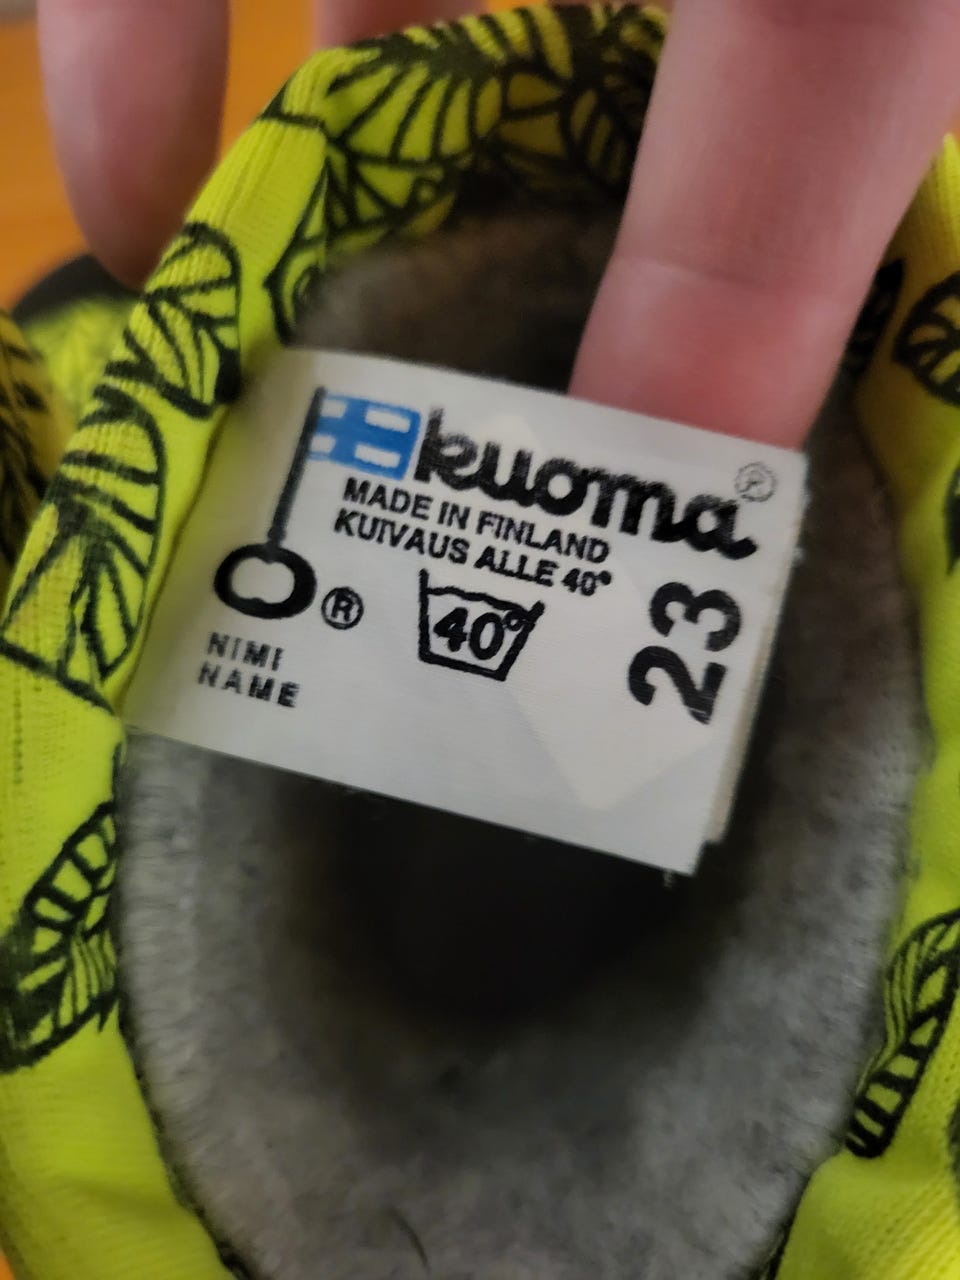 kuoma®
MADE IN FINLAND
KUIVAUS ALLE 40°
®
40°
23
NIMI
NAME